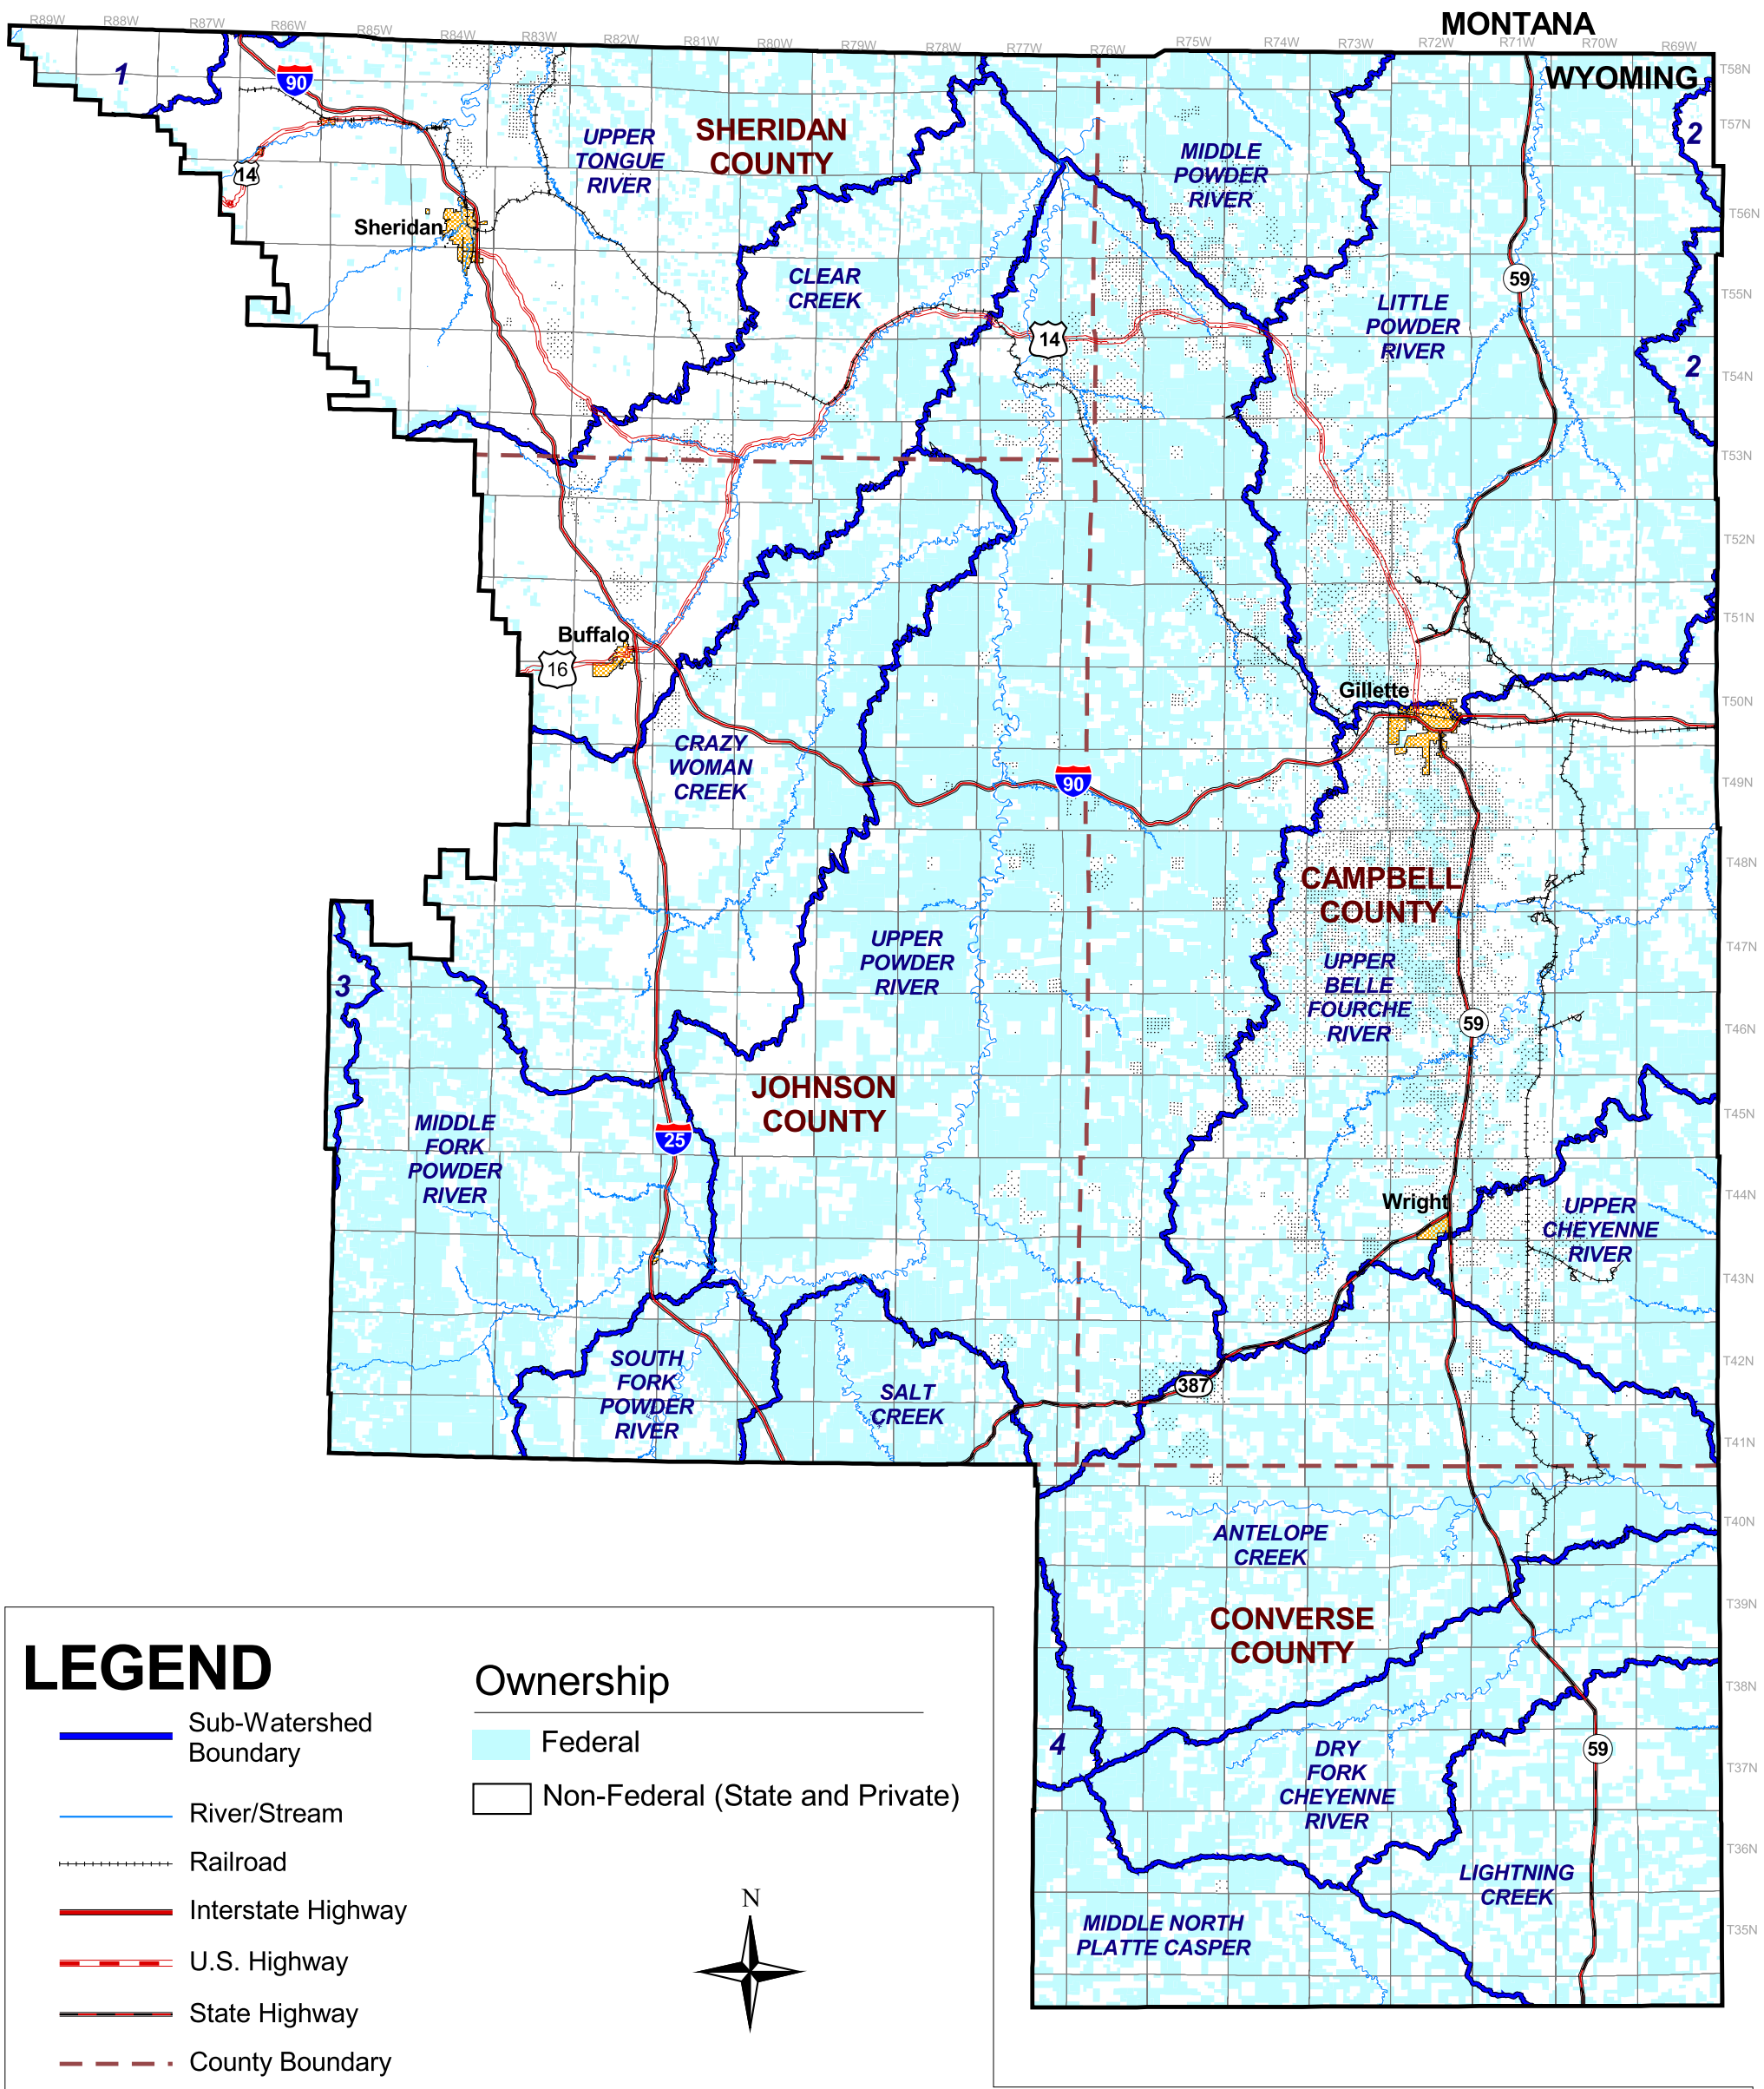 MONTANA
WYOMING
R89W
R88W
R87W
R86W
R85W
R84W
R83W
R82W
R81W
R80W
R79W
R78W
R77W
R76W
R75W
R74W
R73W
R72W
R71W
R70W
R69W
T58N
T57N
T56N
T55N
T54N
T53N
T52N
T51N
T50N
T49N
T48N
T47N
T46N
T45N
T44N
T43N
T42N
T41N
T40N
T39N
T38N
T37N
T36N
T35N
1
90
14
UPPER
TONGUE
RIVER
SHERIDAN
COUNTY
MIDDLE
POWDER
RIVER
2
Sheridan
CLEAR
CREEK
59
LITTLE
POWDER
RIVER
14
2
Buffalo
16
Gillette
CRAZY
WOMAN
CREEK
90
CAMPBELL
COUNTY
UPPER
POWDER
RIVER
UPPER
BELLE
FOURCHE
RIVER
3
59
JOHNSON
COUNTY
MIDDLE
FORK
POWDER
RIVER
25
Wright
UPPER
CHEYENNE
RIVER
SOUTH
FORK
POWDER
RIVER
SALT
CREEK
387
ANTELOPE
CREEK
CONVERSE
COUNTY
4
DRY
FORK
CHEYENNE
RIVER
59
LIGHTNING
CREEK
MIDDLE NORTH
PLATTE CASPER
LEGEND
Sub-Watershed
Boundary
River/Stream
Railroad
Interstate Highway
U.S. Highway
State Highway
County Boundary
Ownership
Federal
Non-Federal (State and Private)
N